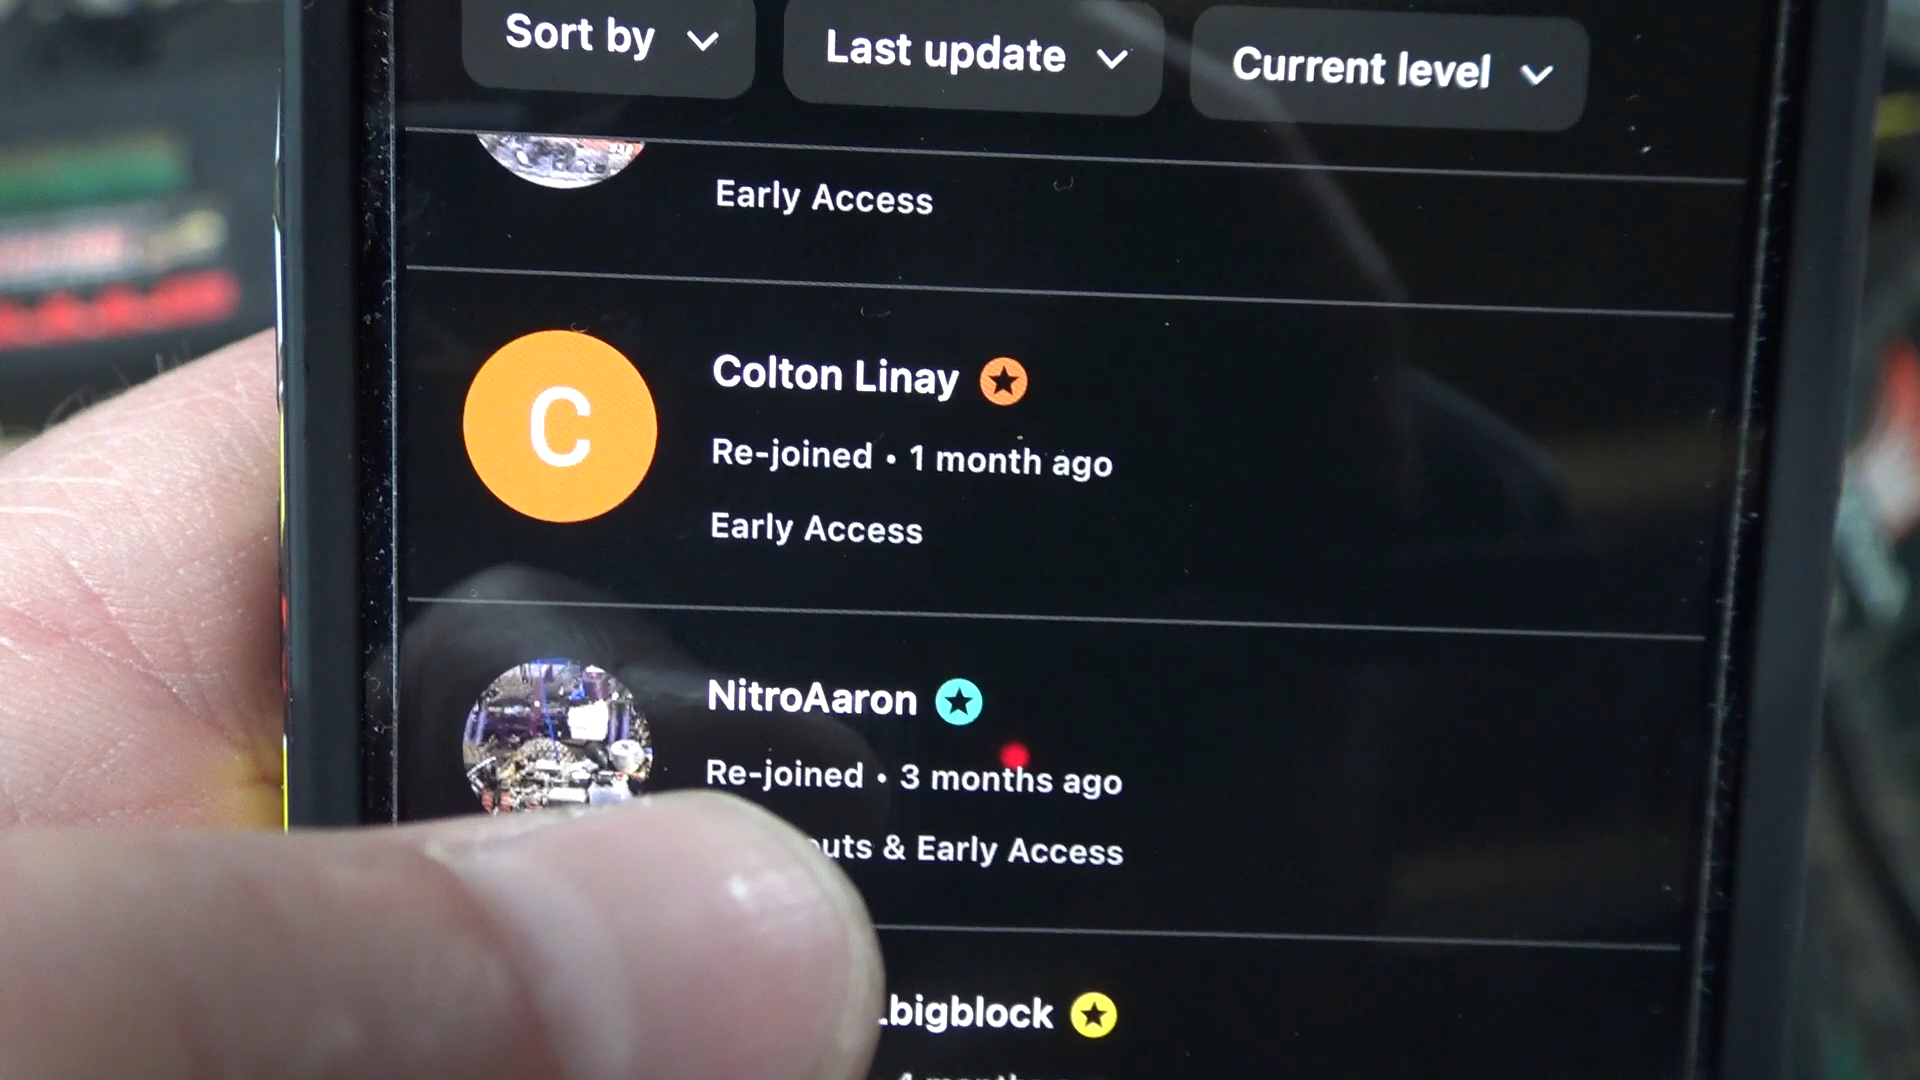 Sort by
Last update
Current level
Early Access
C
Colton Linay
Re-joined • 1 month ago
Early Access
NitroAaron
Re-joined • 3 months ago
& Early Access
bigblock